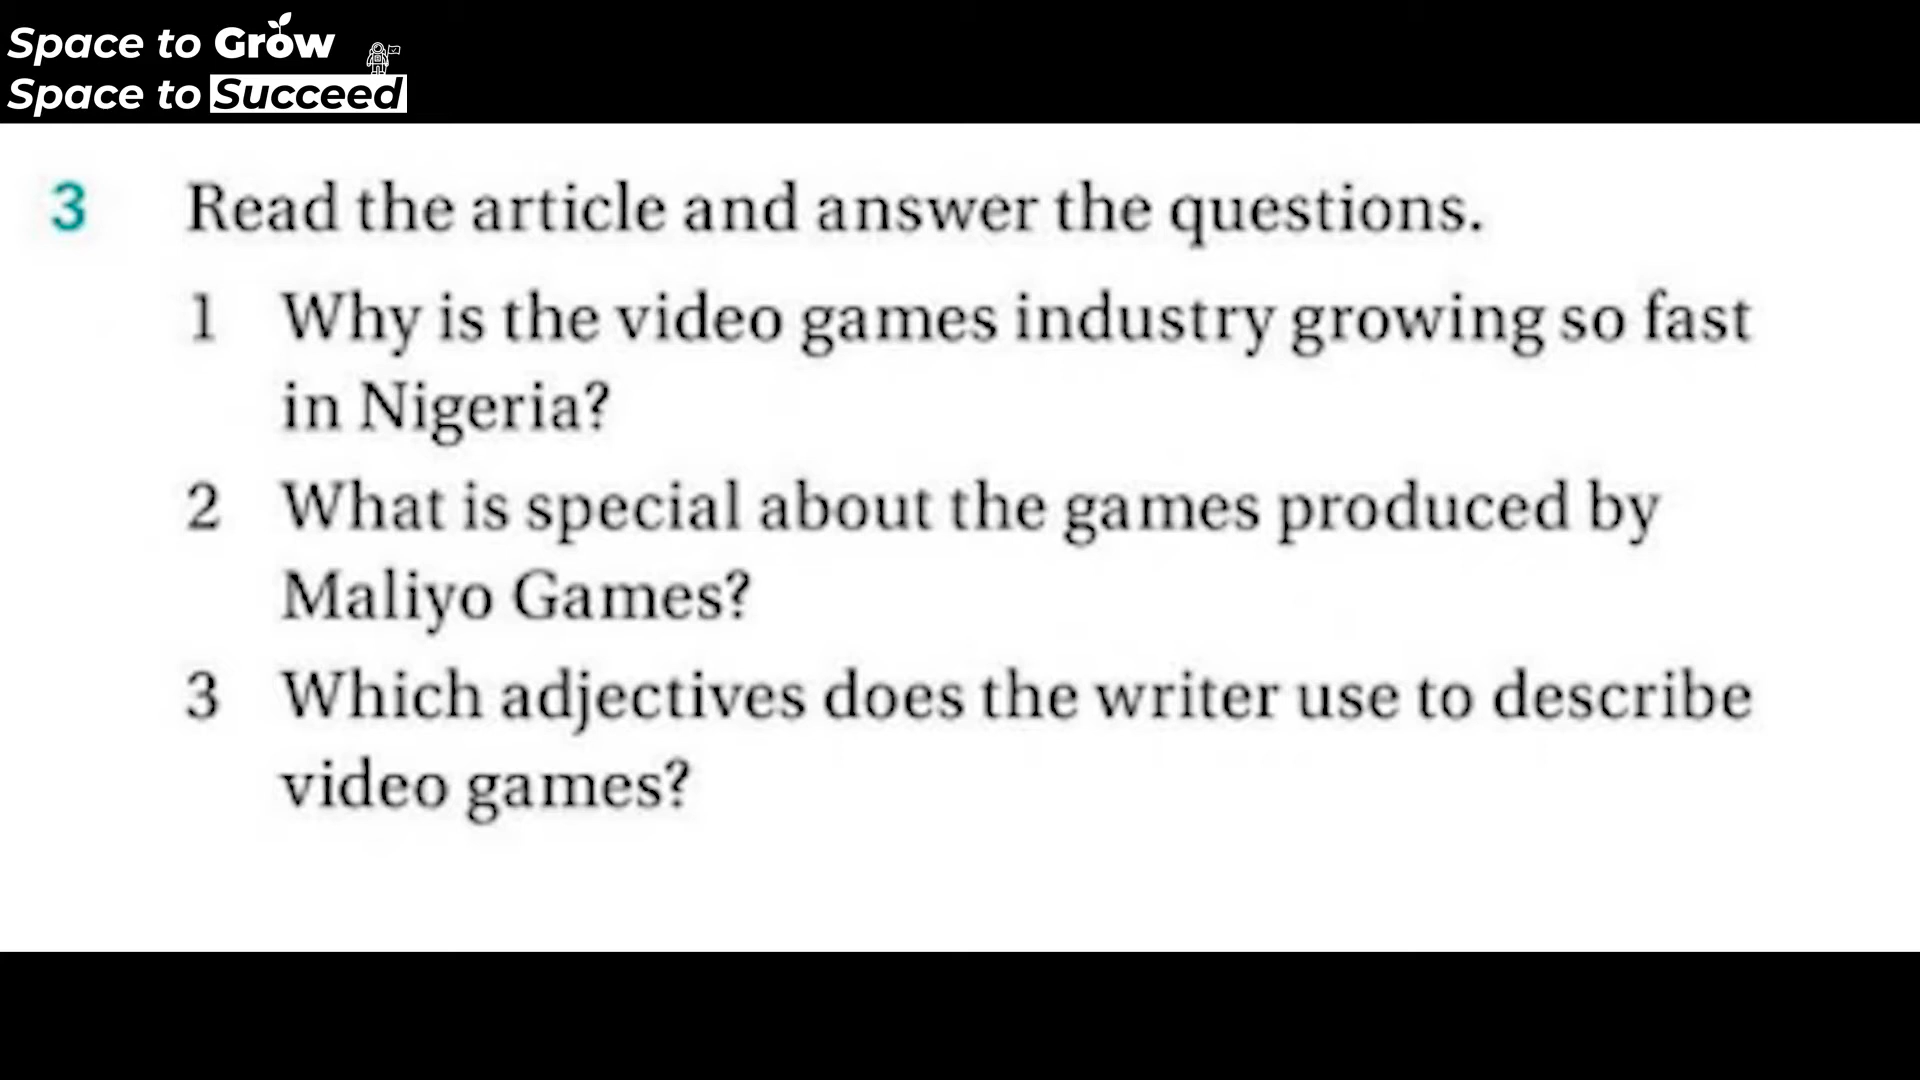 Space to Grow
Space to Succeed
3 Read the article and answer the questions.
1 Why is the video games industry growing so fast
in Nigeria?
2 What is special about the games produced by
Maliyo Games?
3 Which adjectives does the writer use to describe
video games?